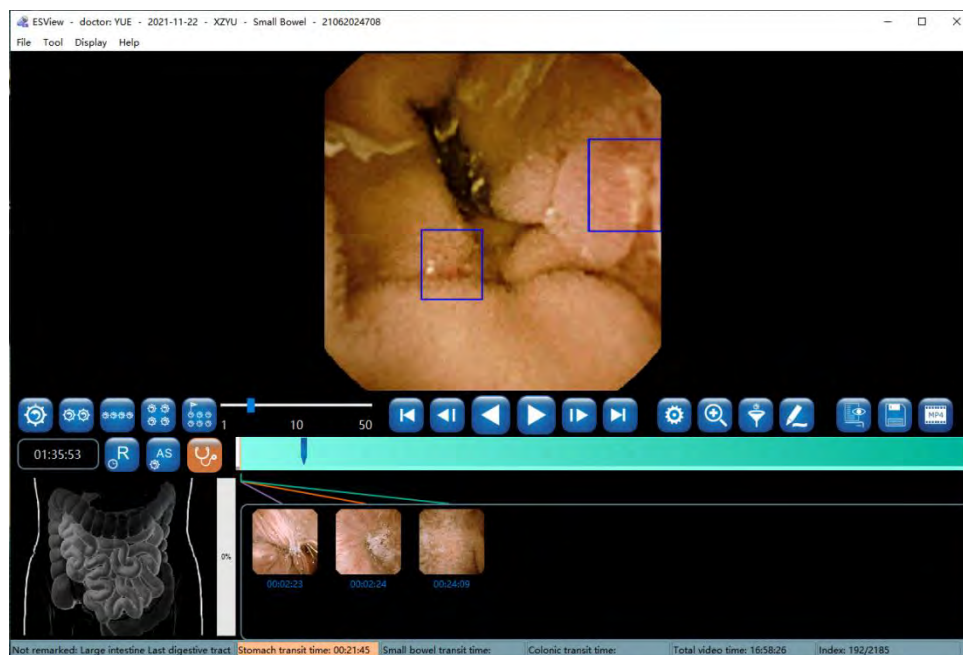 ESView - doctor: YUE - 2021-11-22 - XZYU - Small Bowel - 21062024708
File Tool Display Help
1 10 50
MP4
01:35:53 R AS
0%
00:02:23 00:02:24 00:24:09
Not remarked: Large intestine Last digestive tract Stomach transit time: 00:21:45 Small bowel transit time: Colonic transit time: Total video time: 16:58:26 Index: 192/2185